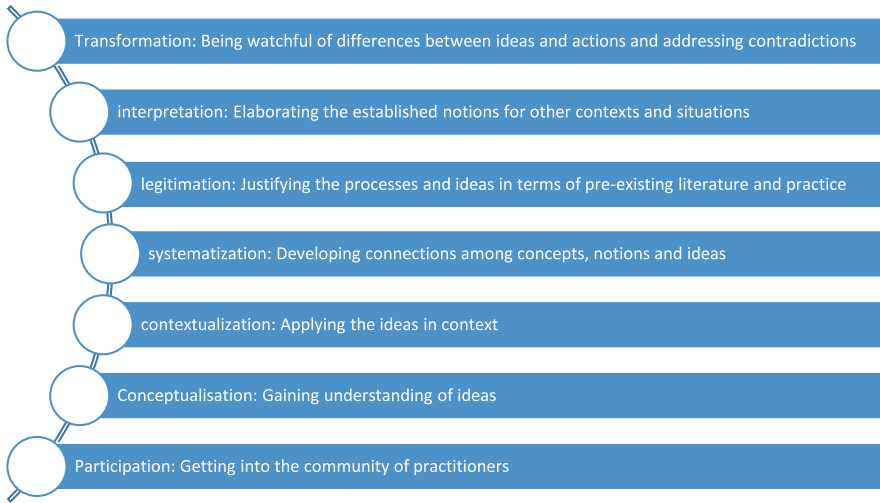 Transformation: Being watchful of differences between ideas and actions and addressing contradictions
interpretation: Elaborating the established notions for other contexts and situations
legitimation: Justifying the processes and ideas in terms of pre-existing literature and practice
systematization: Developing connections among concepts, notions and ideas
contextualization: Applying the ideas in context
Conceptualisation: Gaining understanding of ideas
Participation: Getting into the community of practitioners